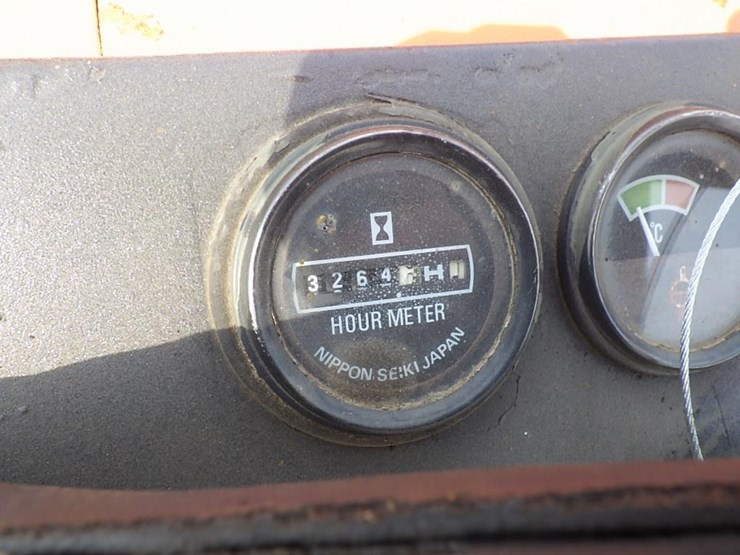 3264 H
HOUR METER
NIPPON SEIKI JAPAN
°C